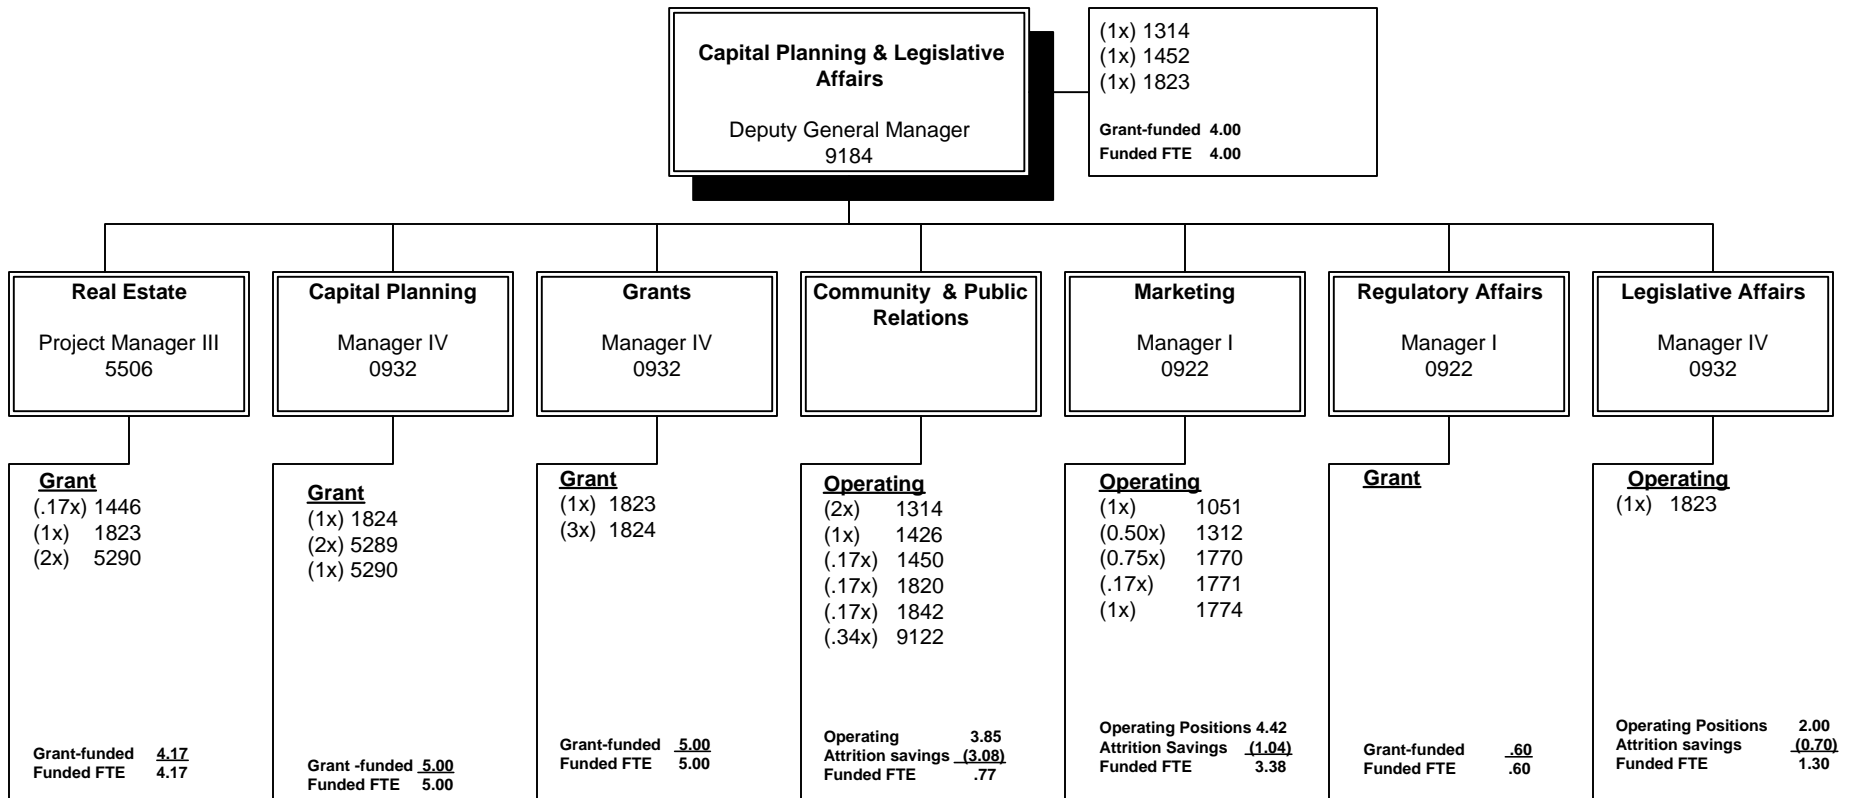 Capital Planning & Legislative
Affairs
Deputy General Manager
9184
(1x) 1314
(1x) 1452
(1x) 1823
Grant-funded 4.00
Funded FTE 4.00
Real Estate
Project Manager III
5506
Capital Planning
Manager IV
0932
Grants
Manager IV
0932
Community & Public
Relations
Marketing
Manager I
0922
Regulatory Affairs
Manager I
0922
Legislative Affairs
Manager IV
0932
Grant
(.17x) 1446
(1x) 1823
(2x) 5290
Grant-funded 4.17
Funded FTE 4.17
Grant
(1x) 1824
(2x) 5289
(1x) 5290
Grant -funded 5.00
Funded FTE 5.00
Grant
(1x) 1823
(3x) 1824
Grant-funded 5.00
Funded FTE 5.00
Operating
(2x) 1314
(1x) 1426
(.17x) 1450
(.17x) 1820
(.17x) 1842
(.34x) 9122
Operating 3.85
Attrition savings (3.08)
Funded FTE .77
Operating
(1x) 1051
(0.50x) 1312
(0.75x) 1770
(.17x) 1771
(1x) 1774
Operating Positions 4.42
Attrition Savings (1.04)
Funded FTE 3.38
Grant
Grant-funded .60
Funded FTE .60
Operating
(1x) 1823
Operating Positions 2.00
Attrition savings (0.70)
Funded FTE 1.30